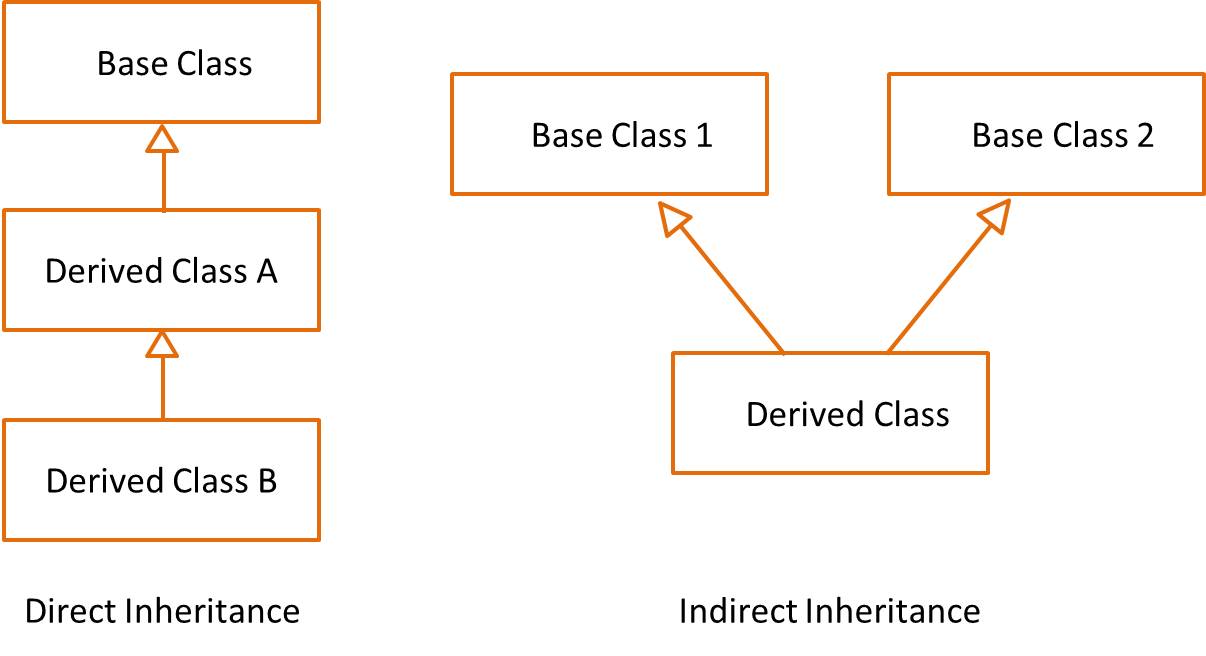 Base Class
Derived Class A
Derived Class B
Direct Inheritance
Base Class 1
Base Class 2
Derived Class
Indirect Inheritance